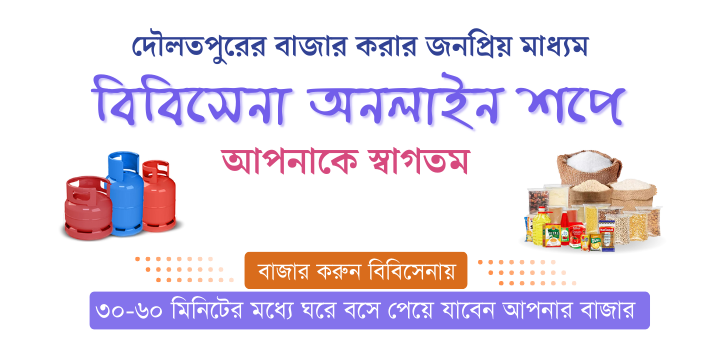 দৌলতপুরের বাজার করার জনপ্রিয় মাধ্যম
বিবিসেনা অনলাইন শপে
আপনাকে স্বাগতম
বাজার করুন বিবিসেনায়
৩০-৬০ মিনিটের মধ্যে ঘরে বসে পেয়ে যাবেন আপনার বাজার